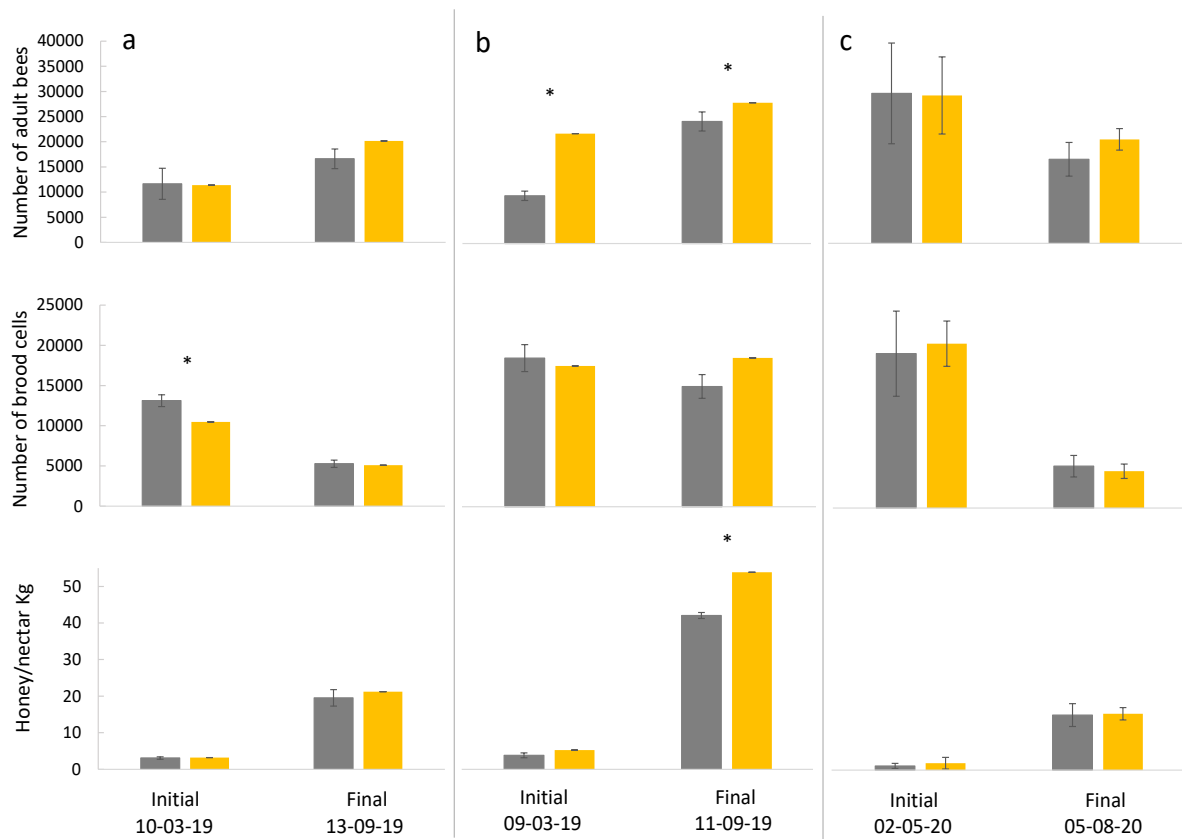 a
b
c
Number of adult bees
40000
35000
30000
25000
20000
15000
10000
5000
0
*
*
Number of brood cells
25000
20000
15000
10000
5000
0
*
Honey/nectar Kg
50
40
30
20
10
0
*
Initial
10-03-19
Final
13-09-19
Initial
09-03-19
Final
11-09-19
Initial
02-05-20
Final
05-08-20